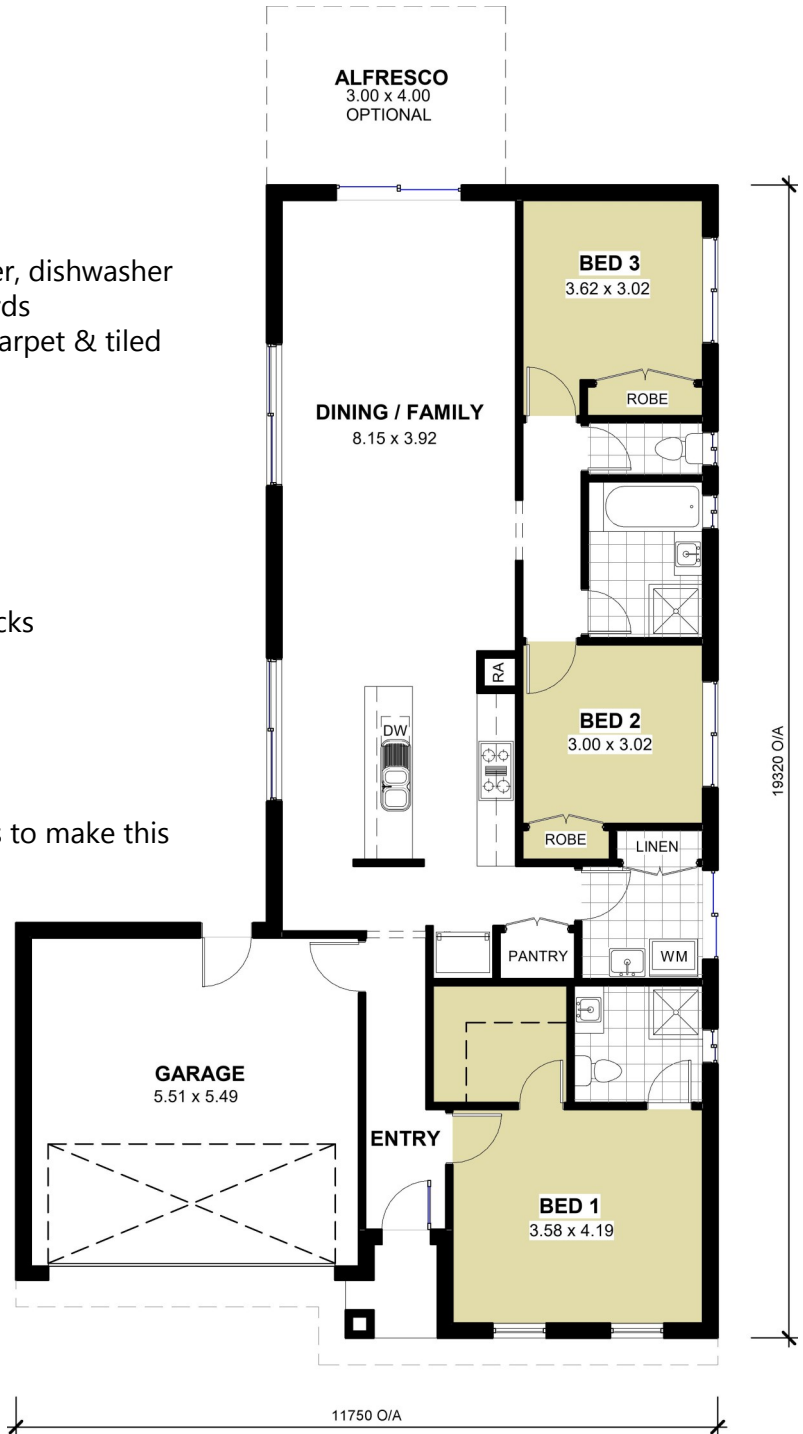 ALFRESCO
3.00 x 4.00
OPTIONAL
er, dishwasher
ds
arpet & tiled
cks
s to make this
BED 3
3.62 x 3.02
ROBE
DINING / FAMILY
8.15 x 3.92
RA
DW
BED 2
3.00 x 3.02
ROBE
LINEN
PANTRY
WM
GARAGE
5.51 x 5.49
ENTRY
BED 1
3.58 x 4.19
19320 O/A
11750 O/A